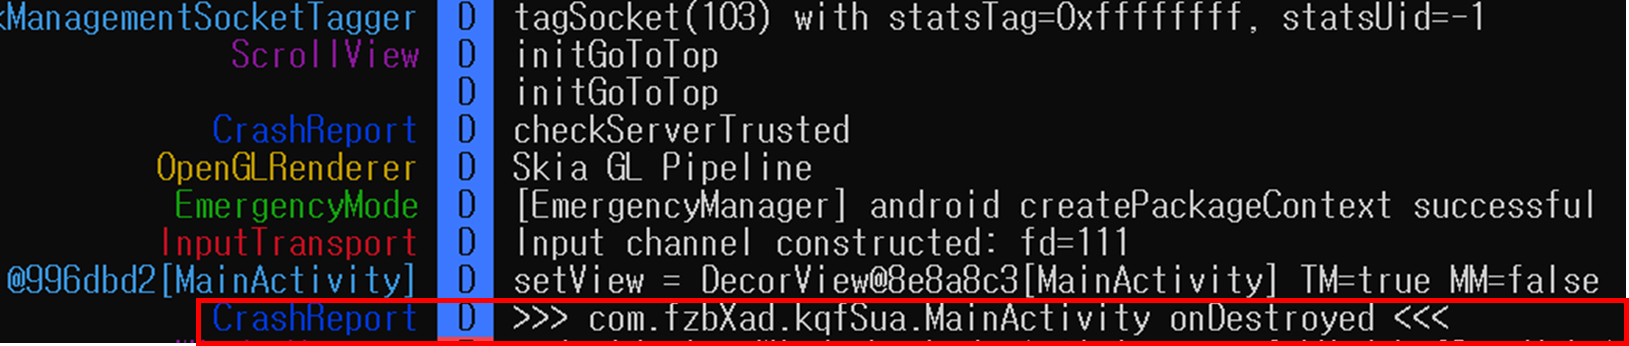 kManagementSocketTagger D tagSocket(103) with statsTag=0xffffffff, statsUid=-1
ScrollView D initGoToTop
D initGoToTop
CrashReport D checkServerTrusted
OpenGLRenderer D Skia GL Pipeline
EmergencyMode D [EmergencyManager] android createPackageContext successful
InputTransport D Input channel constructed: fd=111
@996dbd2[MainActivity] D setView = DecorView@8e8a8c3[MainActivity] TM=true MM=false
CrashReport D >>> com.fzbXad.kqfSua.MainActivity onDestroyed <<<